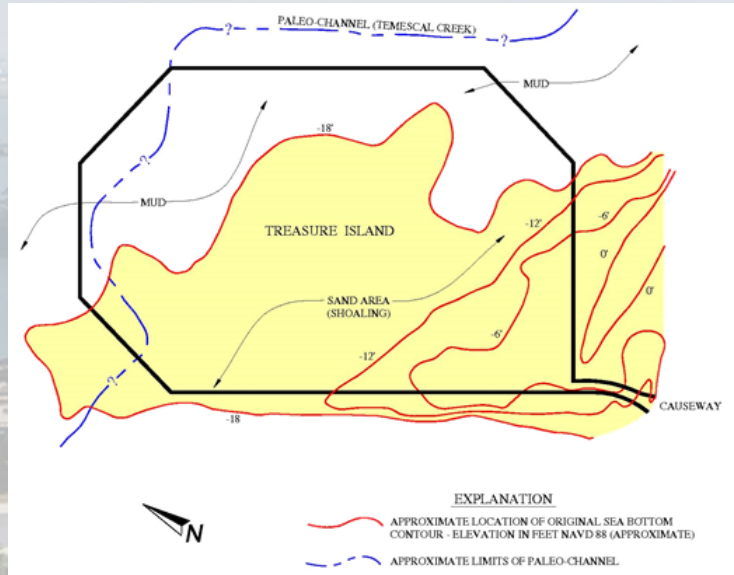 PALEO-CHANNEL (TEMESCAL CREEK)
?
?
MUD
-18'
?
MUD
TREASURE ISLAND
-12'
-6'
0'
0'
SAND AREA
(SHOALING)
-6'
-12'
?
-18
CAUSEWAY
N
EXPLANATION
APPROXIMATE LOCATION OF ORIGINAL SEA BOTTOM
CONTOUR - ELEVATION IN FEET NAVD 88 (APPROXIMATE)
APPROXIMATE LIMITS OF PALEO-CHANNEL